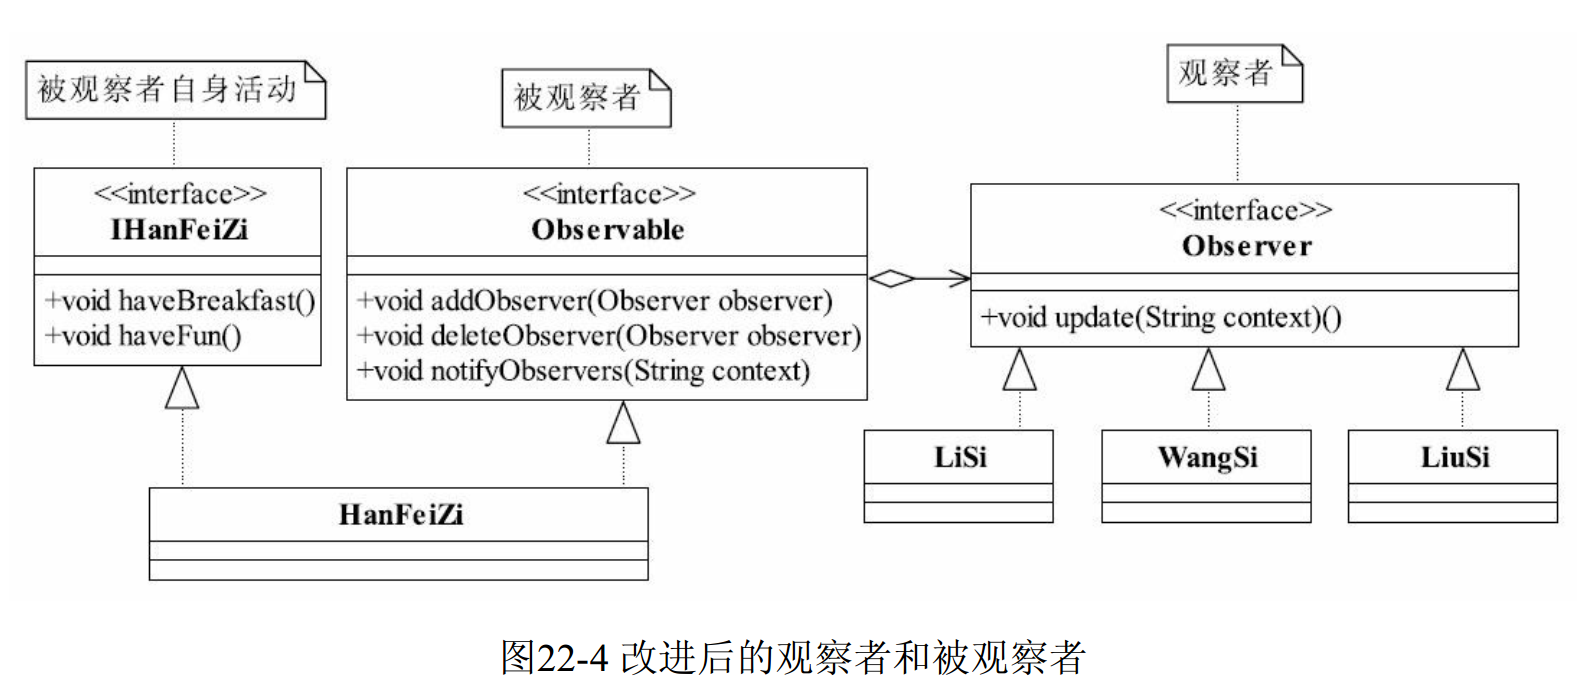 被观察者自身活动
<<interface>>
IHanFeiZi
+void haveBreakfast()
+void haveFun()
被观察者
<<interface>>
Observable
+void addObserver(Observer observer)
+void deleteObserver(Observer observer)
+void notifyObservers(String context)
观察者
<<interface>>
Observer
+void update(String context)()
HanFeiZi
LiSi
WangSi
LiuSi
图22-4 改进后的观察者和被观察者